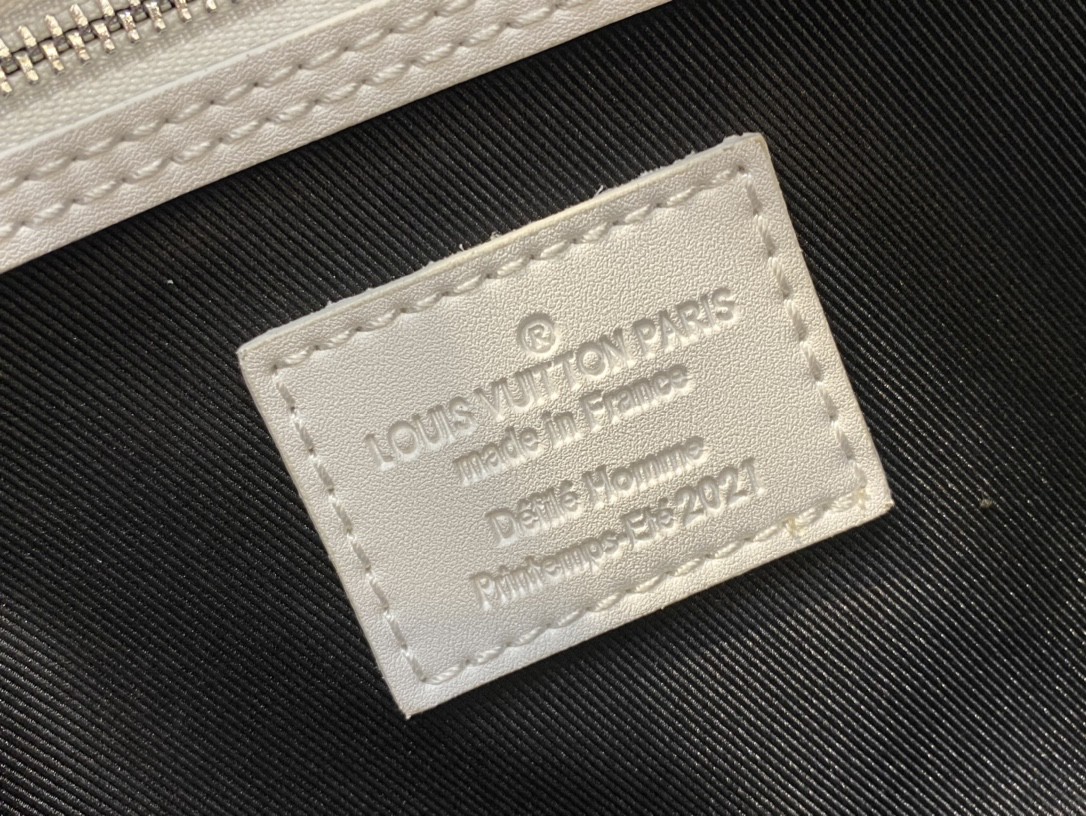 ®
LOUIS VUITTON PARIS
made in France
Défilé Homme
Printemps-Eté 2021